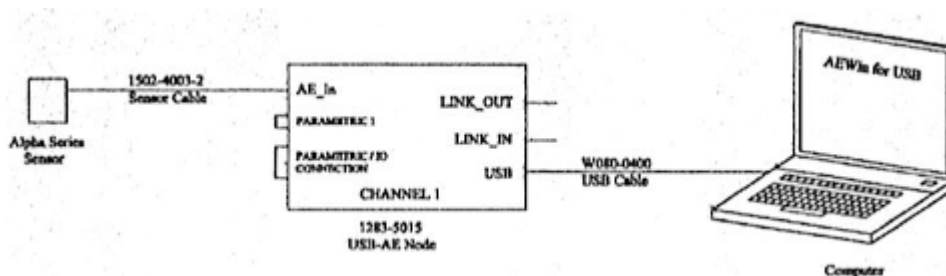 1502-4003-2
Sensor Cable
Alpha Series
Sensor
AE_In
PARAMETRIC 1
PARAMETRIC / IO
CONNECTION
LINK_OUT
LINK_IN
USB
CHANNEL 1
1283-5015
USB-AE Node
W080-0400
USB Cable
AEWin for USB
Computer